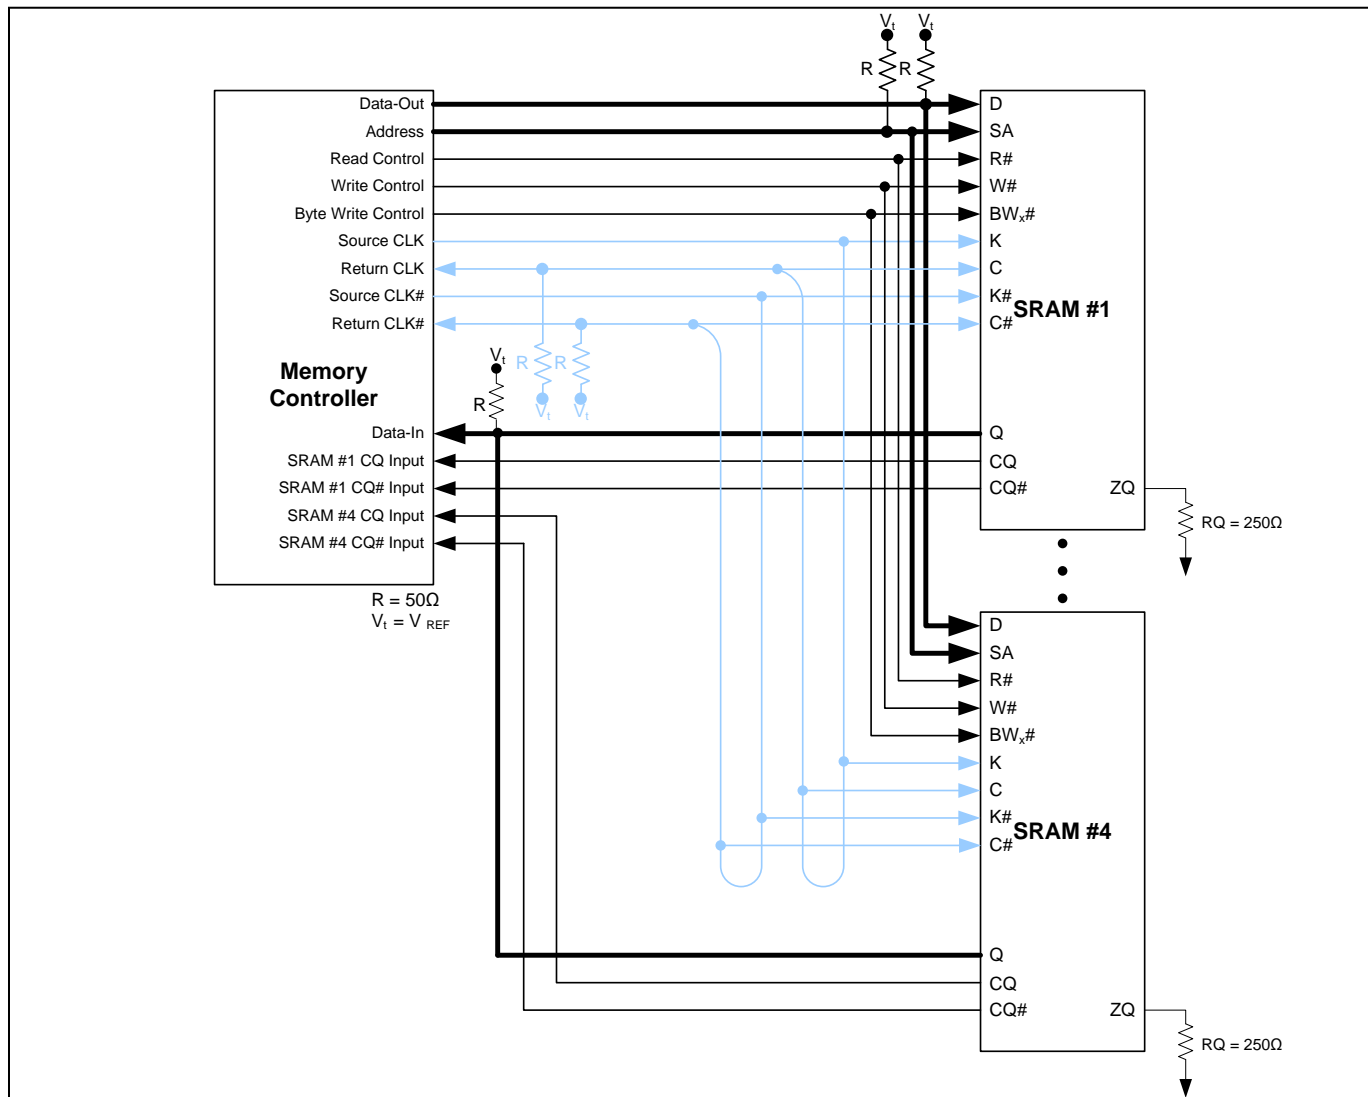 Vt Vt
R R
Data-Out
Address
Read Control
Write Control
Byte Write Control
Source CLK
Return CLK
Source CLK#
Return CLK#
Memory
Controller
Data-In
SRAM #1 CQ Input
SRAM #1 CQ# Input
SRAM #4 CQ Input
SRAM #4 CQ# Input
R = 50Ω
Vt = V REF
Vt
R
R R
Vt Vt
D
SA
R#
W#
BWx#
K
C
K#
SRAM #1
C#
Q
CQ
CQ# ZQ
RQ = 250Ω
D
SA
R#
W#
BWx#
K
C
K#
SRAM #4
C#
Q
CQ
CQ# ZQ
RQ = 250Ω